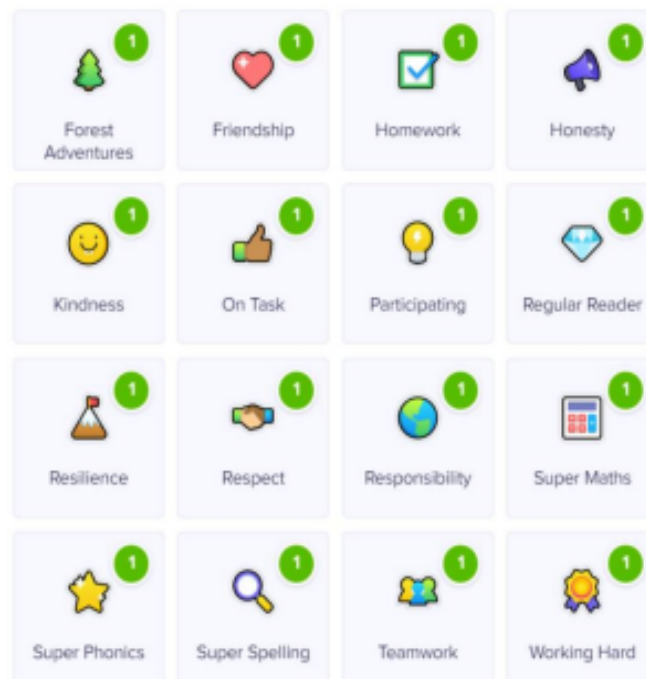 1 1 1 1
Forest Adventures
Friendship
Homework
Honesty
1 1 1 1
Kindness
On Task
Participating
Regular Reader
1 1 1 1
Resilience
Respect
Responsibility
Super Maths
1 1 1 1
Super Phonics
Super Spelling
Teamwork
Working Hard